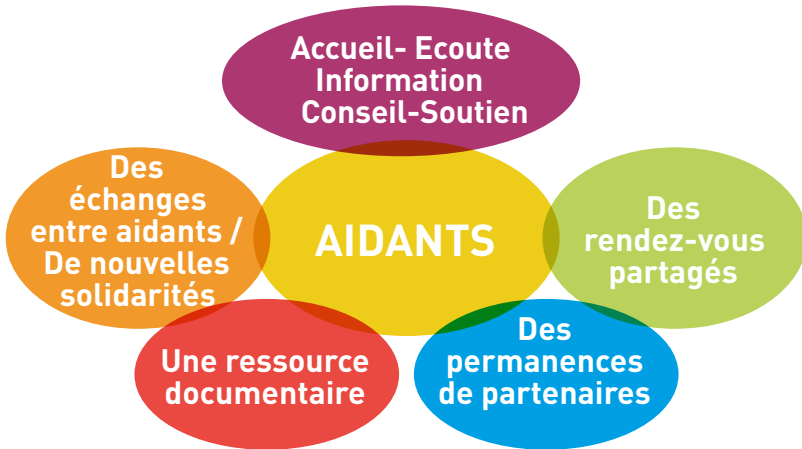 Accueil- Ecoute
Information
Conseil-Soutien
Des
échanges
entre aidants /
De nouvelles
solidarités
AIDANTS
Des
rendez-vous
partagés
Une ressource
documentaire
Des
permanences
de partenaires